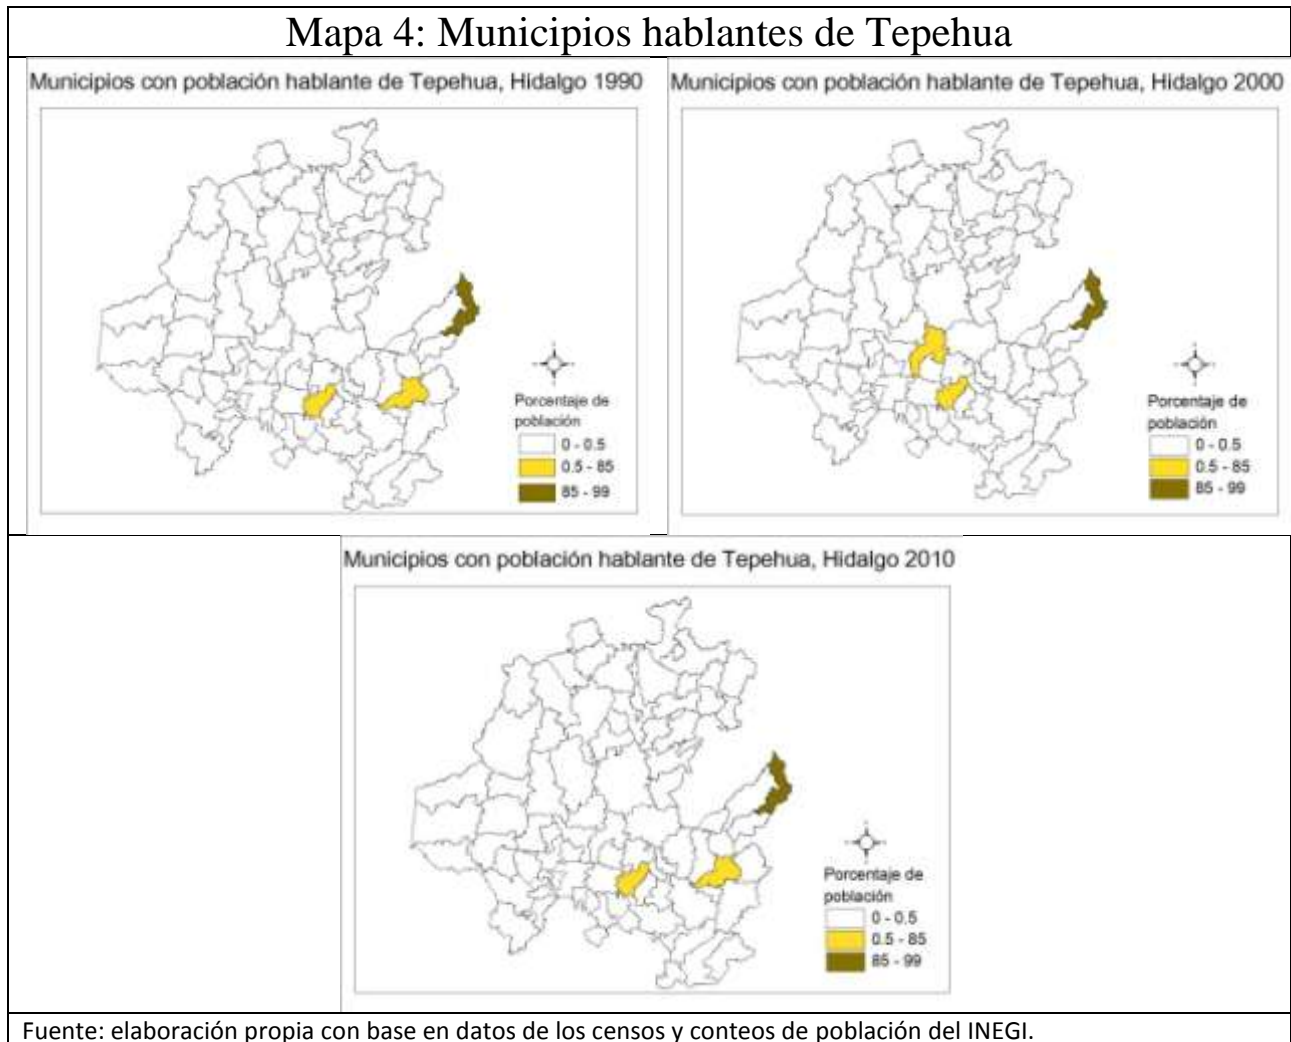 Mapa 4: Municipios hablantes de Tepehua
Municipios con población hablante de Tepehua, Hidalgo 1990
Porcentaje de
población
0 - 0.5
0.5 - 85
85 - 99
Municipios con población hablante de Tepehua, Hidalgo 2000
Porcentaje de
población
0 - 0.5
0.5 - 85
85 - 99
Municipios con población hablante de Tepehua, Hidalgo 2010
Porcentaje de
población
0 - 0.5
0.5 - 85
85 - 99
Fuente: elaboración propia con base en datos de los censos y conteos de población del INEGI.